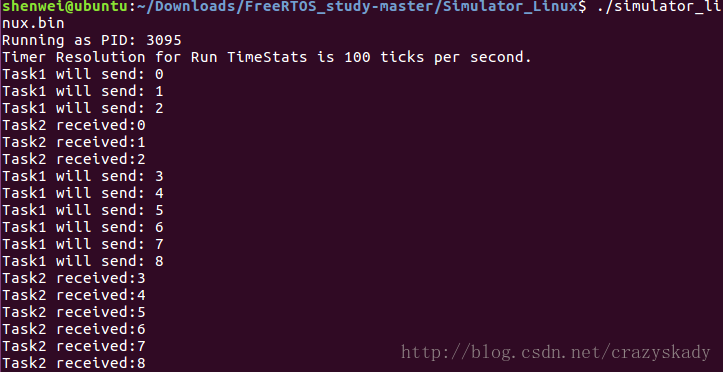 shenwei@ubuntu:~/Downloads/FreeRTOS_study-master/Simulator_Linux$ ./simulator_li
nux.bin
Running as PID: 3095
Timer Resolution for Run TimeStats is 100 ticks per second.
Task1 will send: 0
Task1 will send: 1
Task1 will send: 2
Task2 received:0
Task2 received:1
Task2 received:2
Task1 will send: 3
Task1 will send: 4
Task1 will send: 5
Task1 will send: 6
Task1 will send: 7
Task1 will send: 8
Task2 received:3
Task2 received:4
Task2 received:5
Task2 received:6
Task2 received:7
Task2 received:8
http://blog.csdn.net/crazyskady